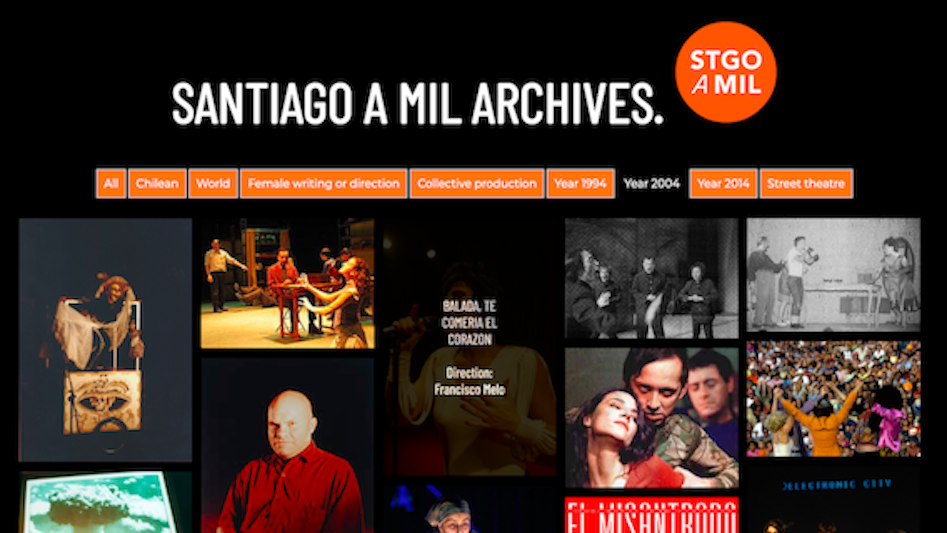 STGO
A MIL
SANTIAGO A MIL ARCHIVES.
All
Chilean
World
Female writing or direction
Collective production
Year 1994
Year 2004
Year 2014
Street theatre
BALADA, TE
COMERIA EL
CORAZON
Direction:
Francisco Melo
EL MISANTROPO
ELECTRONIC CITY